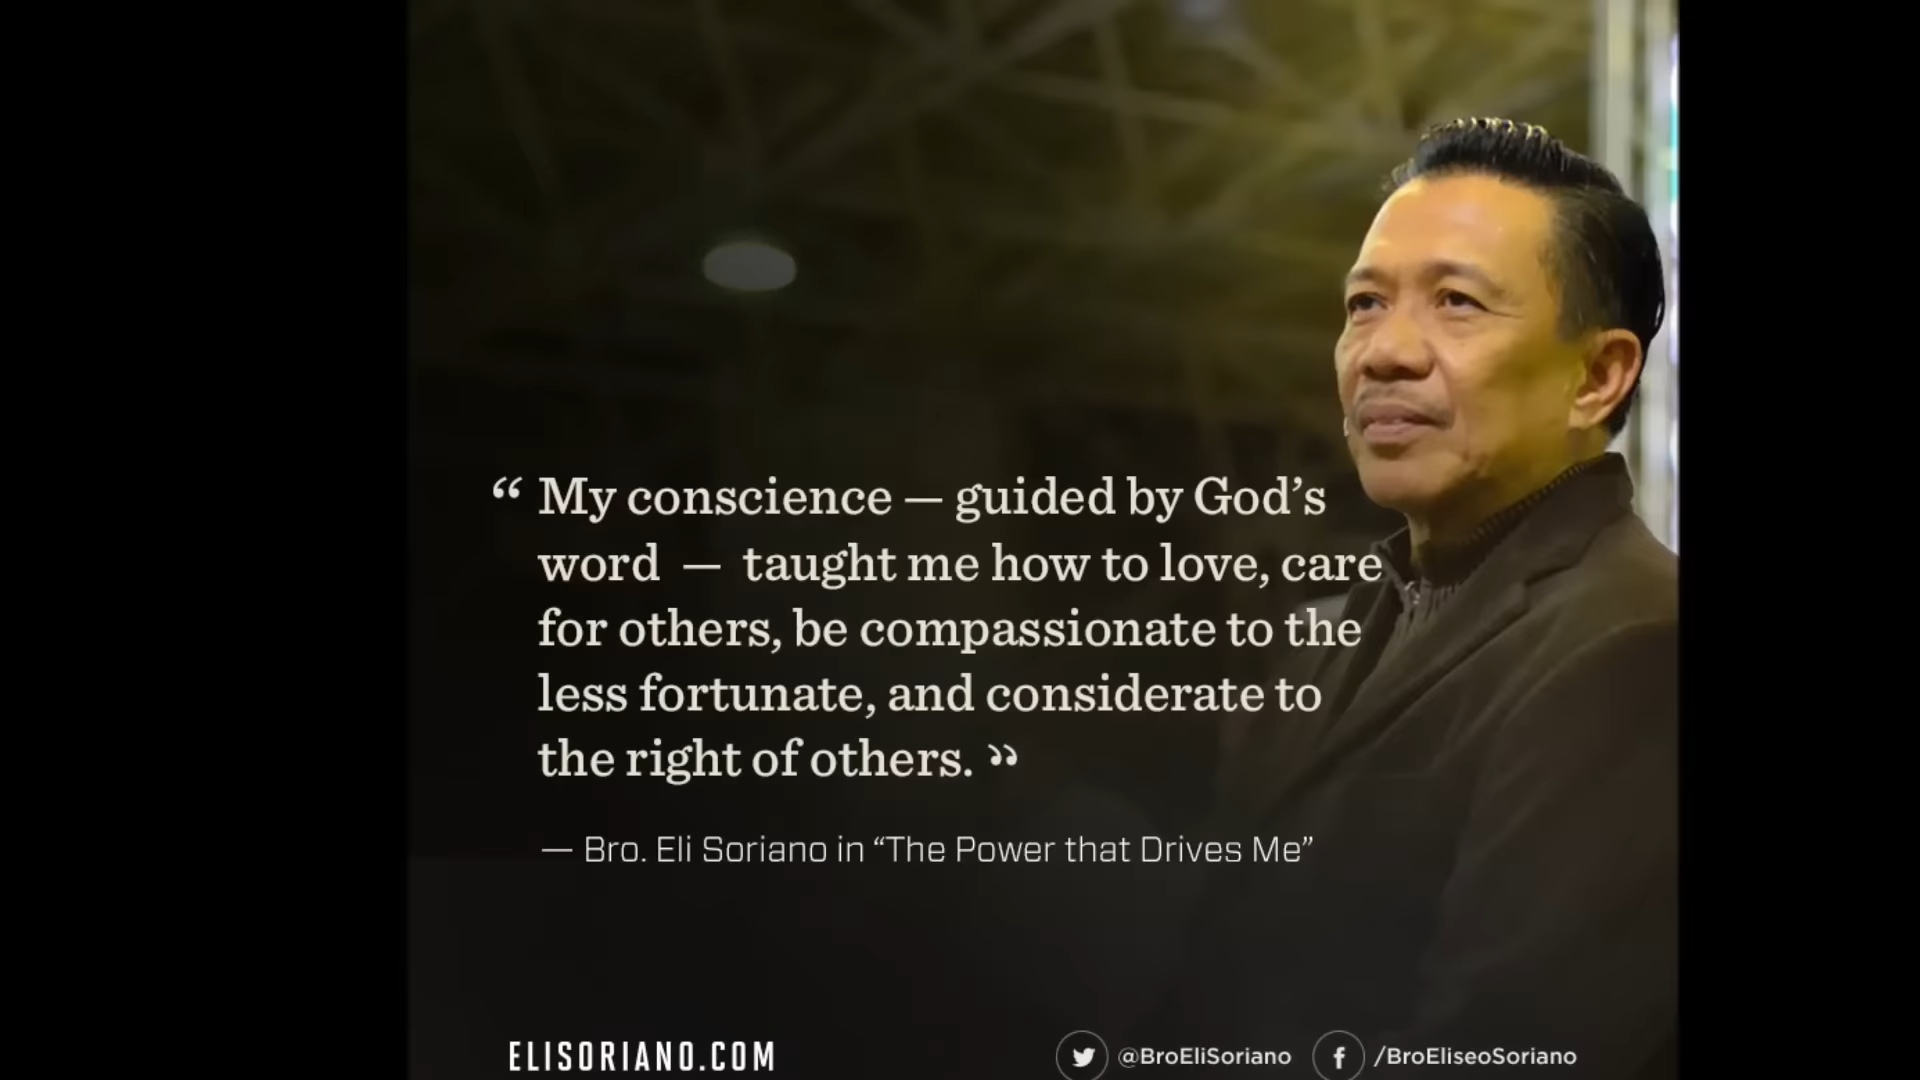 “ My conscience — guided by God’s
word — taught me how to love, care
for others, be compassionate to the
less fortunate, and considerate to
the right of others. ”
— Bro. Eli Soriano in “The Power that Drives Me”
ELISORIANO.COM @BroEliSoriano /BroEliseoSoriano